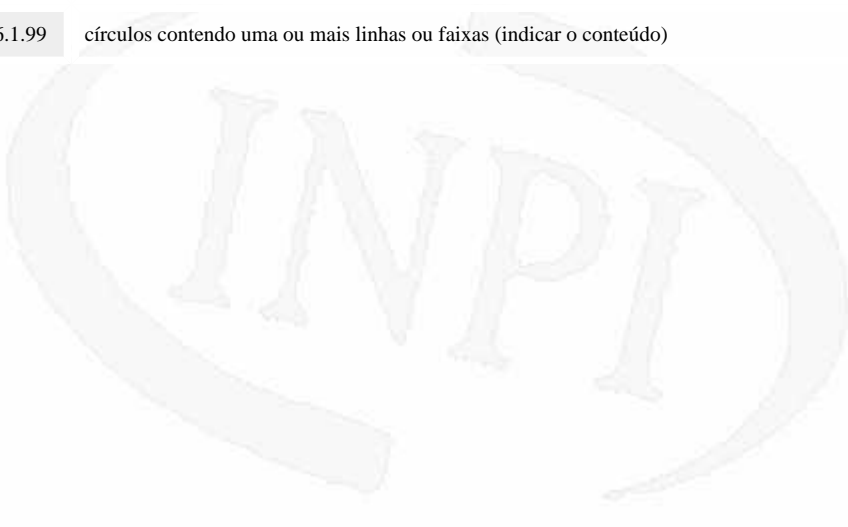 6.1.99 círculos contendo uma ou mais linhas ou faixas (indicar o conteúdo)
INPI